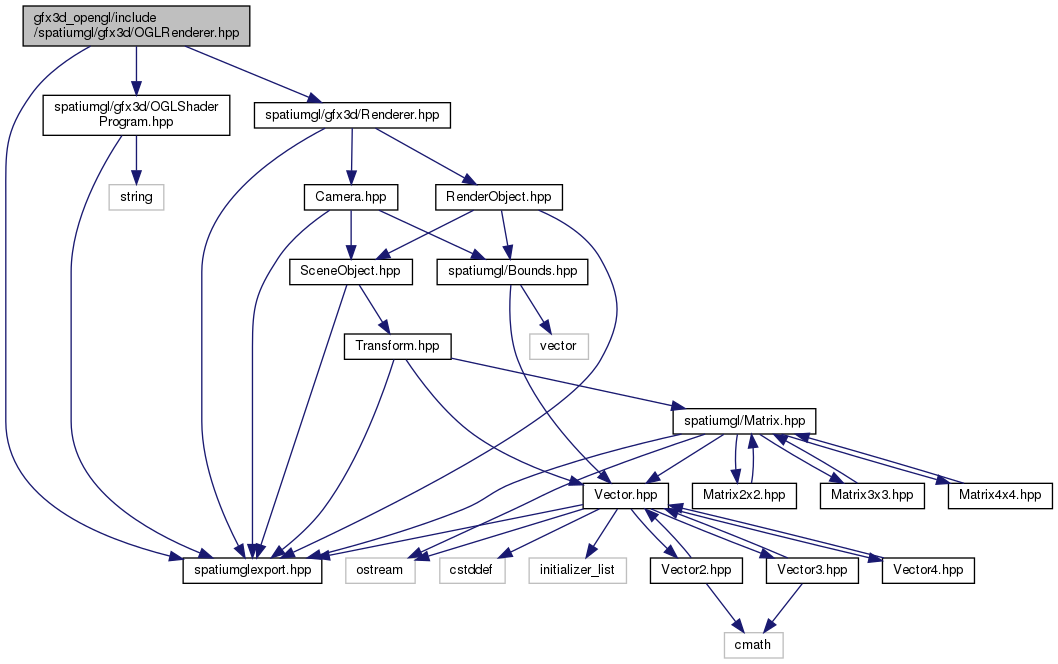 gfx3d_opengl/include
/spatiumgl/gfx3d/OGLRenderer.hpp
spatiumgl/gfx3d/OGLShader
Program.hpp
spatiumgl/gfx3d/Renderer.hpp
string
Camera.hpp
RenderObject.hpp
SceneObject.hpp
spatiumgl/Bounds.hpp
Transform.hpp
vector
spatiumgl/Matrix.hpp
Vector.hpp
Matrix2x2.hpp
Matrix3x3.hpp
Matrix4x4.hpp
spatiumglexport.hpp
ostream
cstddef
initializer_list
Vector2.hpp
Vector3.hpp
Vector4.hpp
cmath